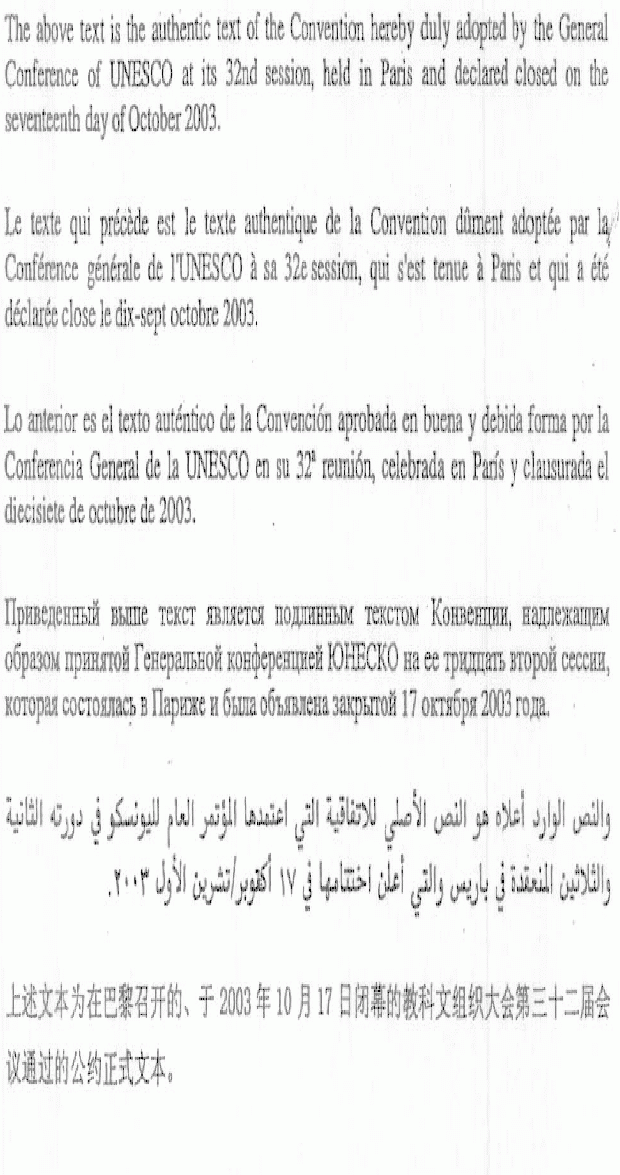 The above text is the authentic text of the Convention hereby duly adopted by the General
Conference of UNESCO at its 32nd session, held in Paris and declared closed on the
seventeenth day of October 2003.
Le texte qui précède est le texte authentique de la Convention dûment adoptée par la
Conférence générale de l'UNESCO à sa 32e session, qui s'est tenue à Paris et qui a été
déclarée close le dix-sept octobre 2003.
Lo anterior es el texto auténtico de la Convención aprobada en buena y debida forma por la
Conferencia General de la UNESCO en su 32ª reunión, celebrada en París y clausurada el
diecisiete de octubre de 2003.
Приведенный выше текст является подлинным текстом Конвенции, надлежащим
образом принятой Генеральной конференцией ЮНЕСКО на ее тридцать второй сессии,
которая состоялась в Париже и была объявлена закрытой 17 октября 2003 года.
والنص الوارد أعلاه هو النص الأصلي للاتفاقية التي اعتمدها المؤتمر العام لليونسكو في دورته الثانية
والثلاثين المنعقدة في باريس والتي أعلن اختتامها في ١٧ أكتوبر/تشرين الأول ٢٠٠٣.
上述文本为在巴黎召开的、于 2003 年 10 月 17 日闭幕的教科文组织大会第三十二届会
议通过的公约正式文本。